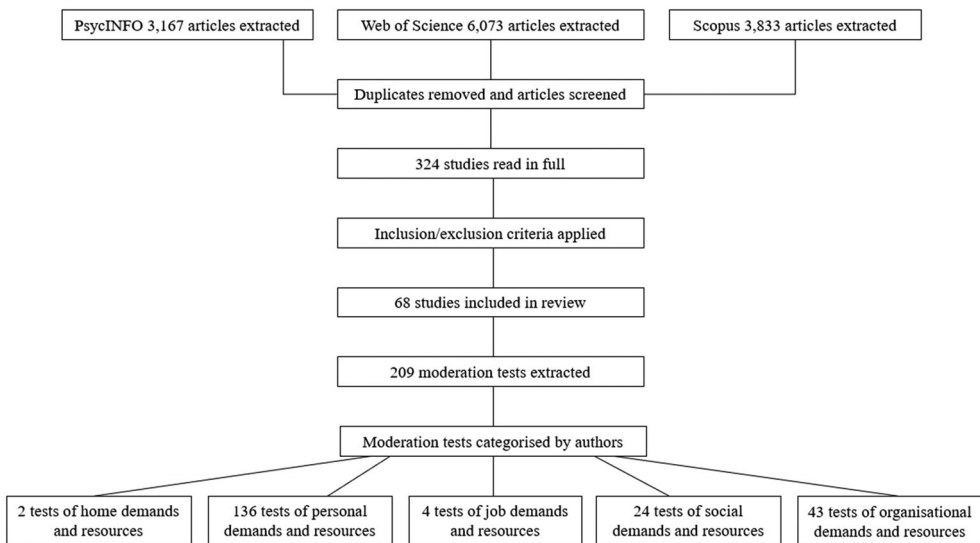 PsycINFO 3,167 articles extracted
Web of Science 6,073 articles extracted
Scopus 3,833 articles extracted
Duplicates removed and articles screened
324 studies read in full
Inclusion/exclusion criteria applied
68 studies included in review
209 moderation tests extracted
Moderation tests categorised by authors
2 tests of home demands
and resources
136 tests of personal
demands and resources
4 tests of job demands
and resources
24 tests of social
demands and resources
43 tests of organisational
demands and resources